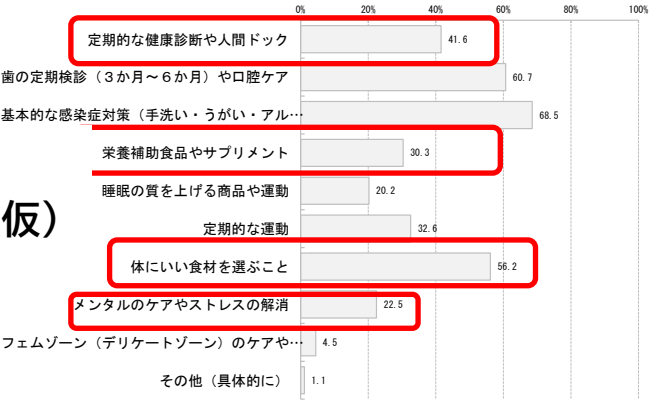 0% 20% 40% 60% 80% 100%
定期的な健康診断や人間ドック 41.6
歯の定期検診（３か月～６か月）や口腔ケア 60.7
基本的な感染症対策（手洗い・うがい・アル… 68.5
栄養補助食品やサプリメント 30.3
睡眠の質を上げる商品や運動 20.2
仮）
定期的な運動 32.6
体にいい食材を選ぶこと 56.2
メンタルのケアやストレスの解消 22.5
フェムゾーン（デリケートゾーン）のケアや… 4.5
その他（具体的に） 1.1